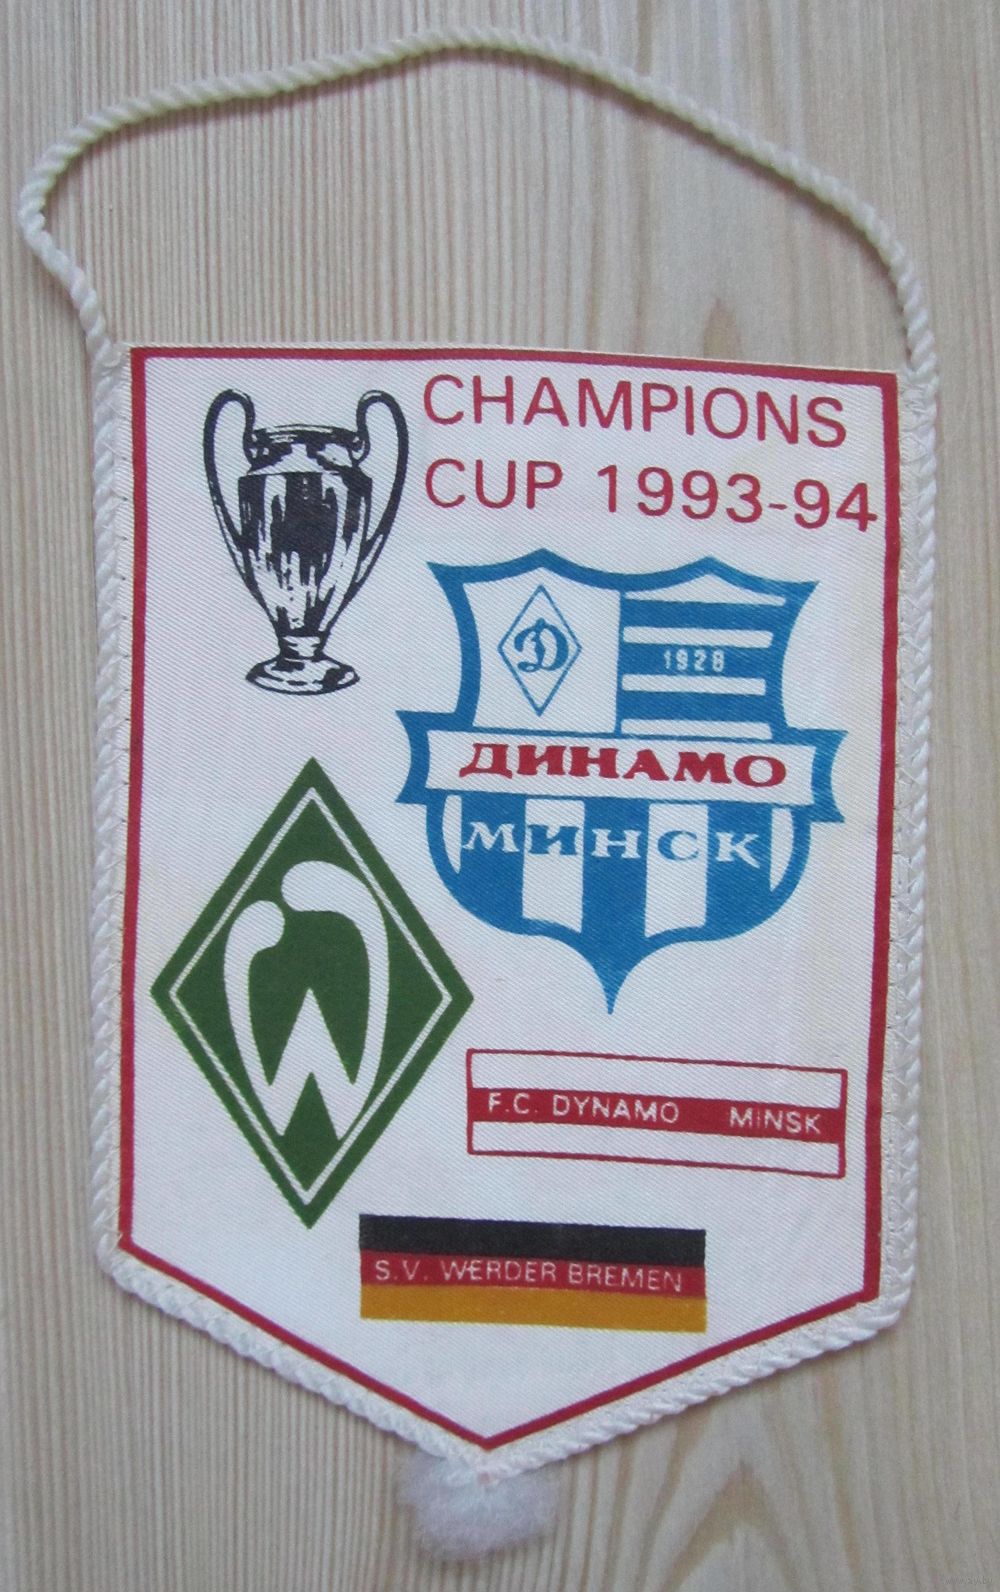 CHAMPIONS
CUP 1993-94
Д
1928
ДИНАМО
МИНСК
W
F.C. DYNAMO MINSK
S.V. WERDER BREMEN